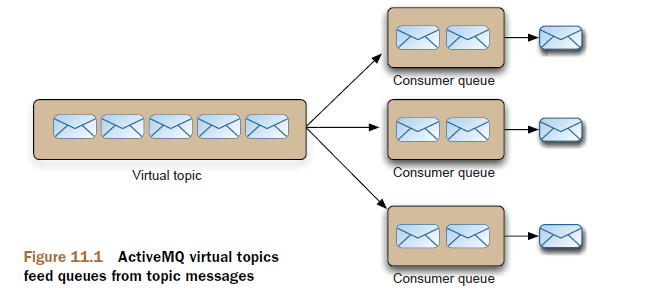 Consumer queue
Virtual topic
Consumer queue
Figure 11.1 ActiveMQ virtual topics
feed queues from topic messages
Consumer queue